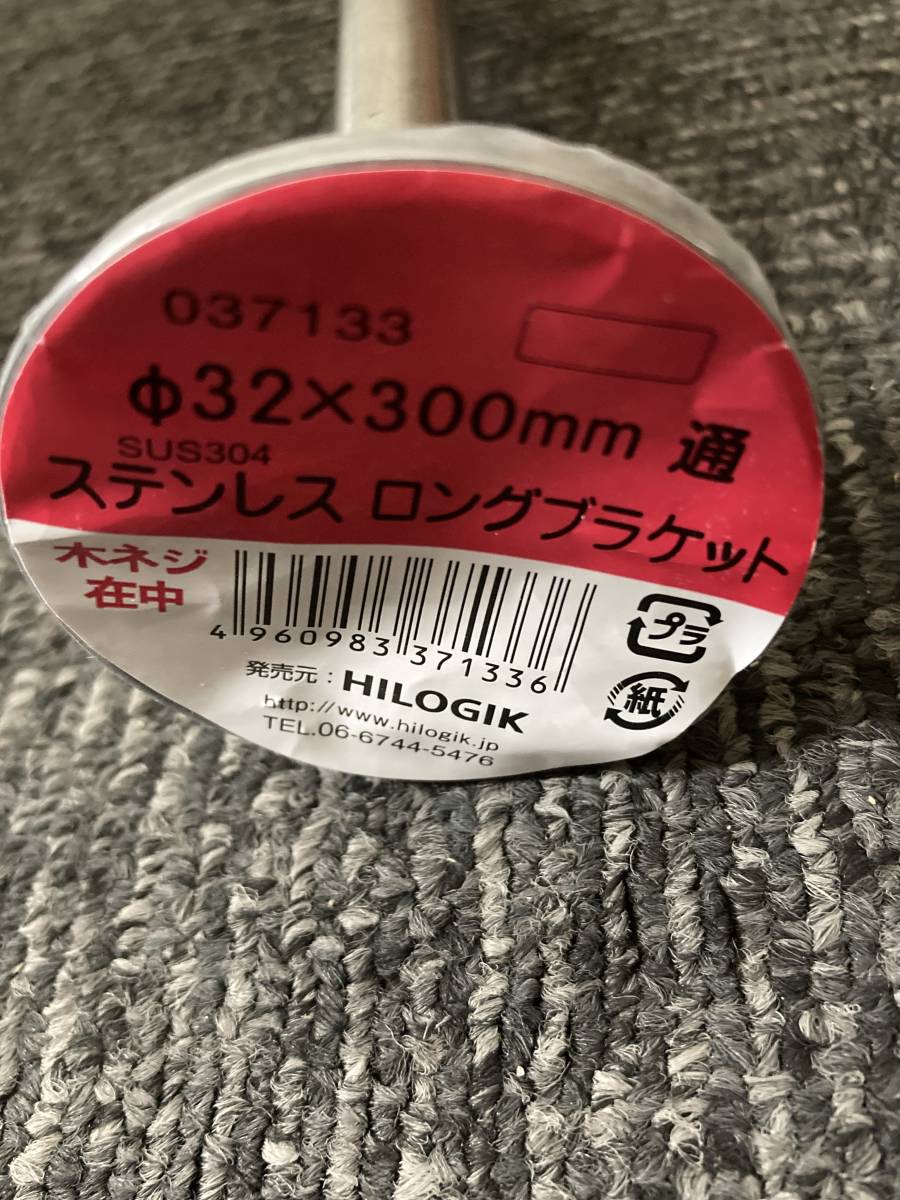 037133
φ32×300mm 通
SUS304
ステンレス ロングブラケット
木ネジ
在中
4 960983 371336
プラ
紙
発売元：HILOGIK
http://www.hilogik.jp
TEL.06-6744-5476